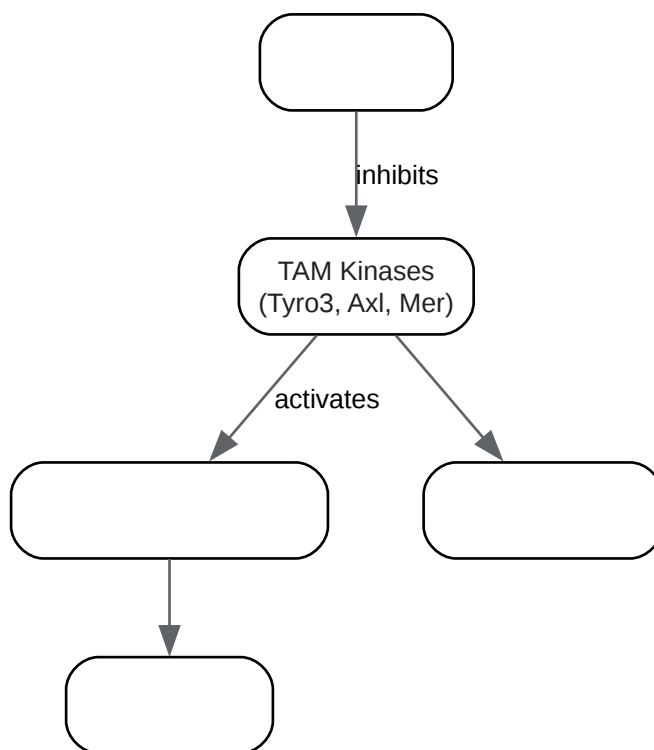 inhibits
TAM Kinases
(Tyro3, Axl, Mer)
activates